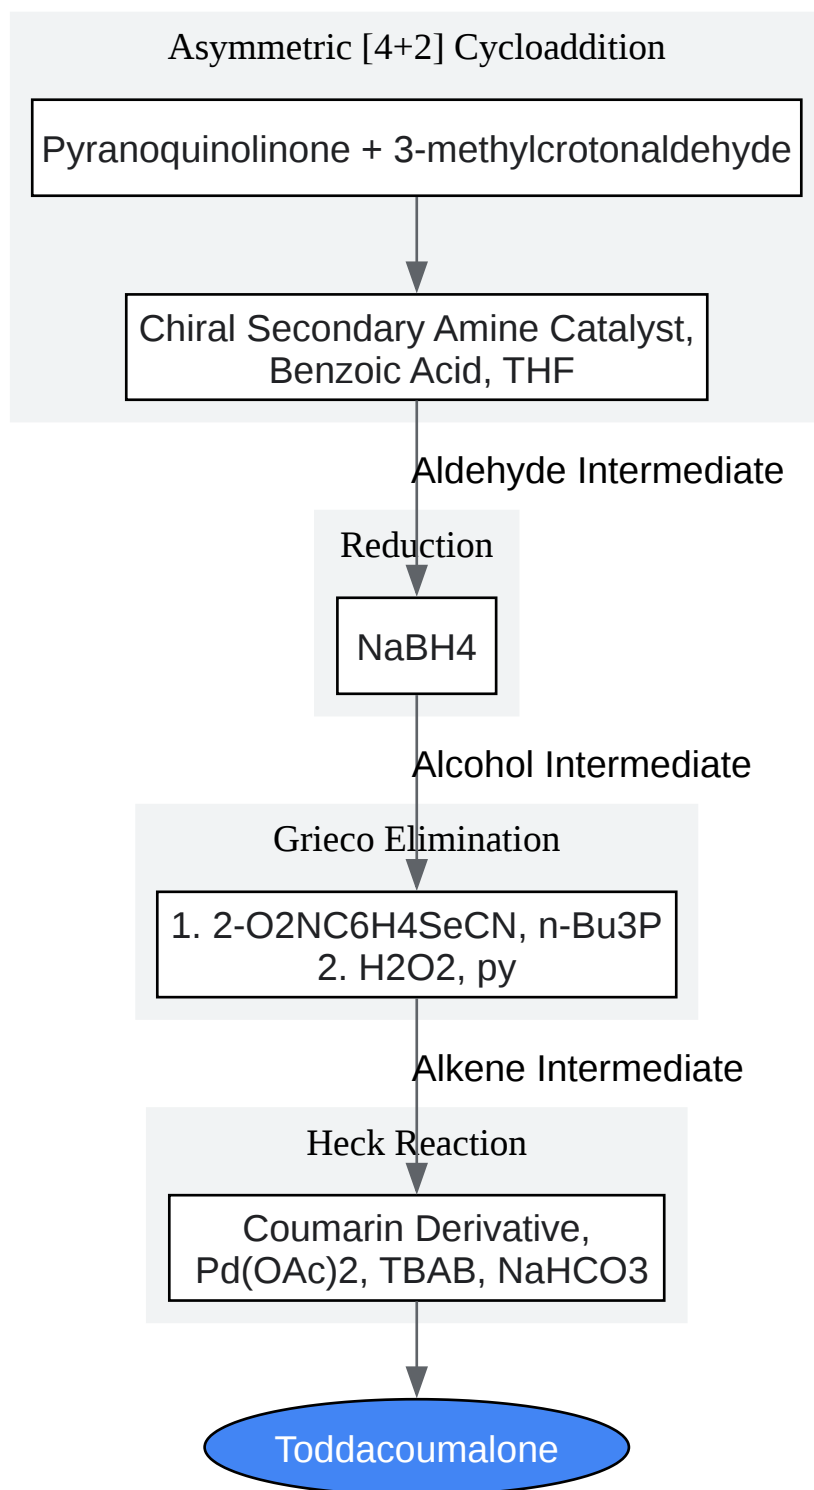 Asymmetric [4+2] Cycloaddition
Pyranoquinolinone + 3-methylcrotonaldehyde
Chiral Secondary Amine Catalyst,
Benzoic Acid, THF
Aldehyde Intermediate
Reduction
NaBH4
Alcohol Intermediate
Grieco Elimination
1. 2-O2NC6H4SeCN, n-Bu3P
2. H2O2, py
Alkene Intermediate
Heck Reaction
Coumarin Derivative,
Pd(OAc)2, TBAB, NaHCO3
Toddacoumalone